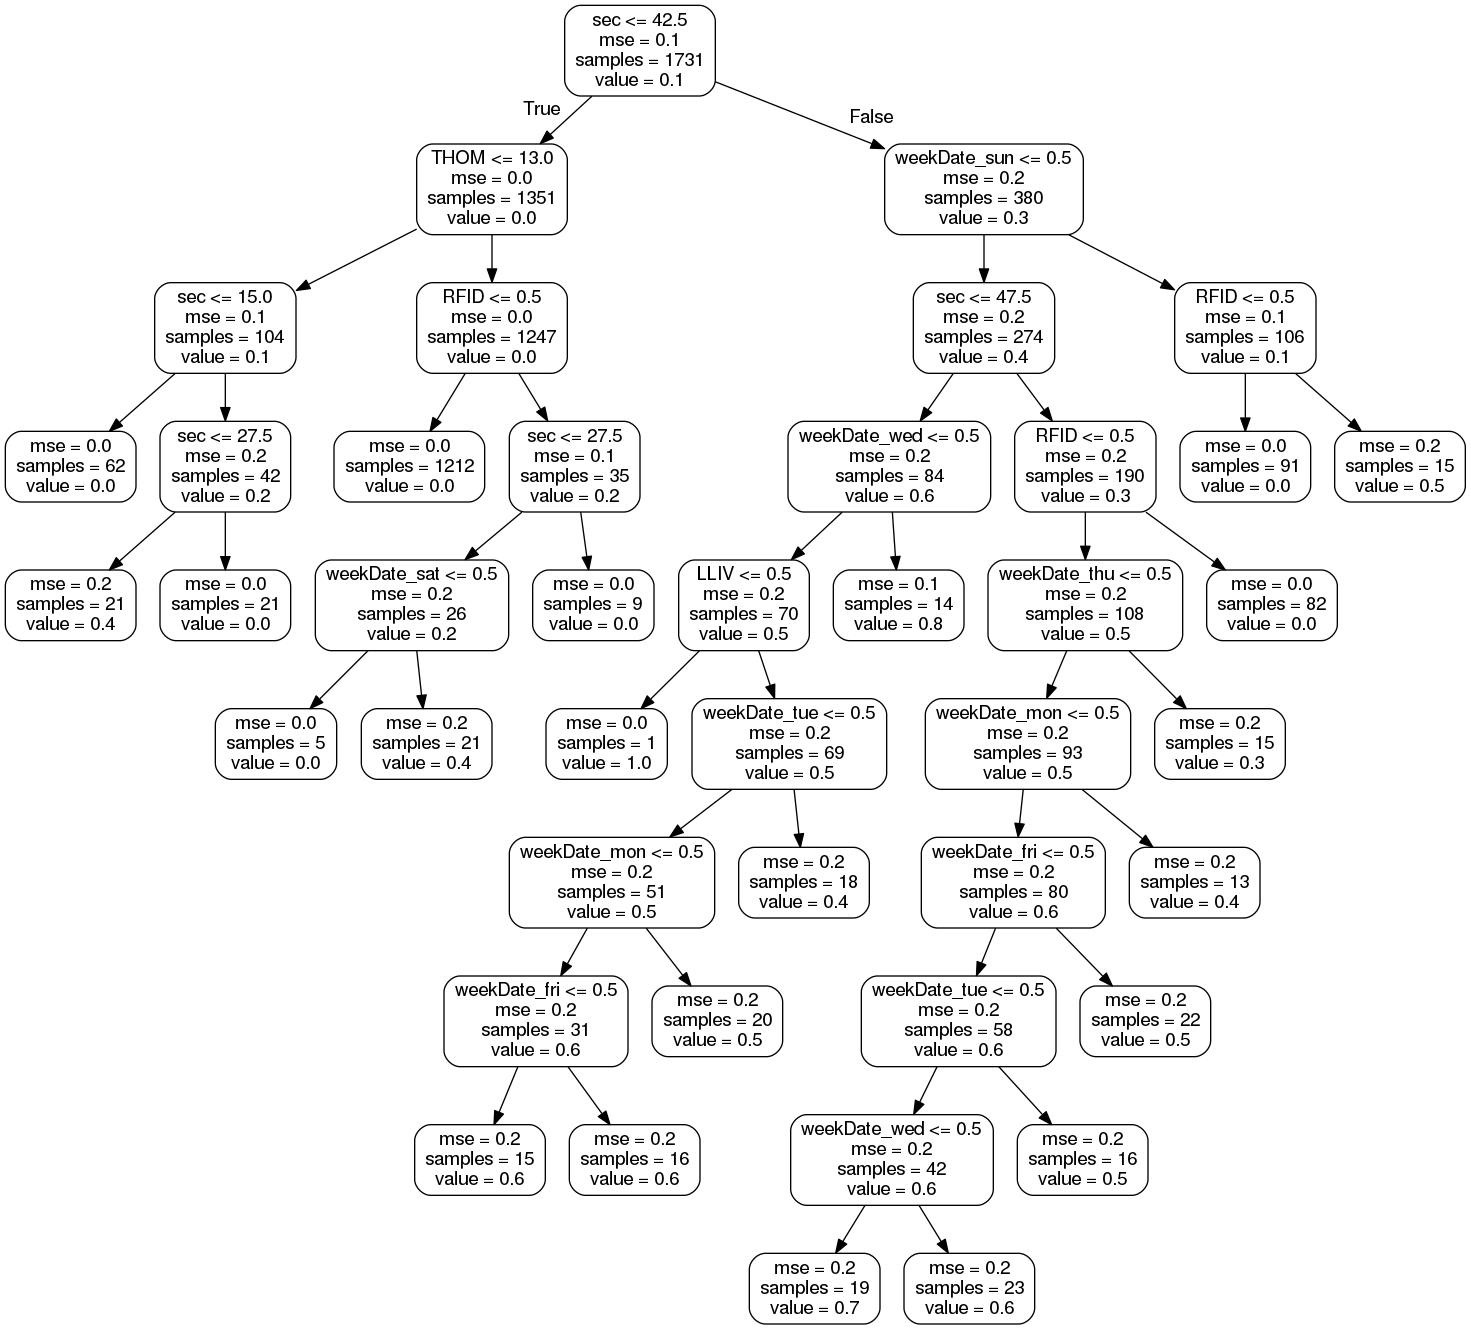 sec <= 42.5
mse = 0.1
samples = 1731
value = 0.1
True
False
THOM <= 13.0
mse = 0.0
samples = 1351
value = 0.0
weekDate_sun <= 0.5
mse = 0.2
samples = 380
value = 0.3
sec <= 15.0
mse = 0.1
samples = 104
value = 0.1
RFID <= 0.5
mse = 0.0
samples = 1247
value = 0.0
sec <= 47.5
mse = 0.2
samples = 274
value = 0.4
RFID <= 0.5
mse = 0.1
samples = 106
value = 0.1
mse = 0.0
samples = 62
value = 0.0
sec <= 27.5
mse = 0.2
samples = 42
value = 0.2
mse = 0.0
samples = 1212
value = 0.0
sec <= 27.5
mse = 0.1
samples = 35
value = 0.2
weekDate_wed <= 0.5
mse = 0.2
samples = 84
value = 0.6
RFID <= 0.5
mse = 0.2
samples = 190
value = 0.3
mse = 0.0
samples = 91
value = 0.0
mse = 0.2
samples = 15
value = 0.5
mse = 0.2
samples = 21
value = 0.4
mse = 0.0
samples = 21
value = 0.0
weekDate_sat <= 0.5
mse = 0.2
samples = 26
value = 0.2
mse = 0.0
samples = 9
value = 0.0
LLIV <= 0.5
mse = 0.2
samples = 70
value = 0.5
mse = 0.1
samples = 14
value = 0.8
weekDate_thu <= 0.5
mse = 0.2
samples = 108
value = 0.5
mse = 0.0
samples = 82
value = 0.0
mse = 0.0
samples = 5
value = 0.0
mse = 0.2
samples = 21
value = 0.4
mse = 0.0
samples = 1
value = 1.0
weekDate_tue <= 0.5
mse = 0.2
samples = 69
value = 0.5
weekDate_mon <= 0.5
mse = 0.2
samples = 93
value = 0.5
mse = 0.2
samples = 15
value = 0.3
weekDate_mon <= 0.5
mse = 0.2
samples = 51
value = 0.5
mse = 0.2
samples = 18
value = 0.4
weekDate_fri <= 0.5
mse = 0.2
samples = 80
value = 0.6
mse = 0.2
samples = 13
value = 0.4
weekDate_fri <= 0.5
mse = 0.2
samples = 31
value = 0.6
mse = 0.2
samples = 20
value = 0.5
weekDate_tue <= 0.5
mse = 0.2
samples = 58
value = 0.6
mse = 0.2
samples = 22
value = 0.5
mse = 0.2
samples = 15
value = 0.6
mse = 0.2
samples = 16
value = 0.6
weekDate_wed <= 0.5
mse = 0.2
samples = 42
value = 0.6
mse = 0.2
samples = 16
value = 0.5
mse = 0.2
samples = 19
value = 0.7
mse = 0.2
samples = 23
value = 0.6